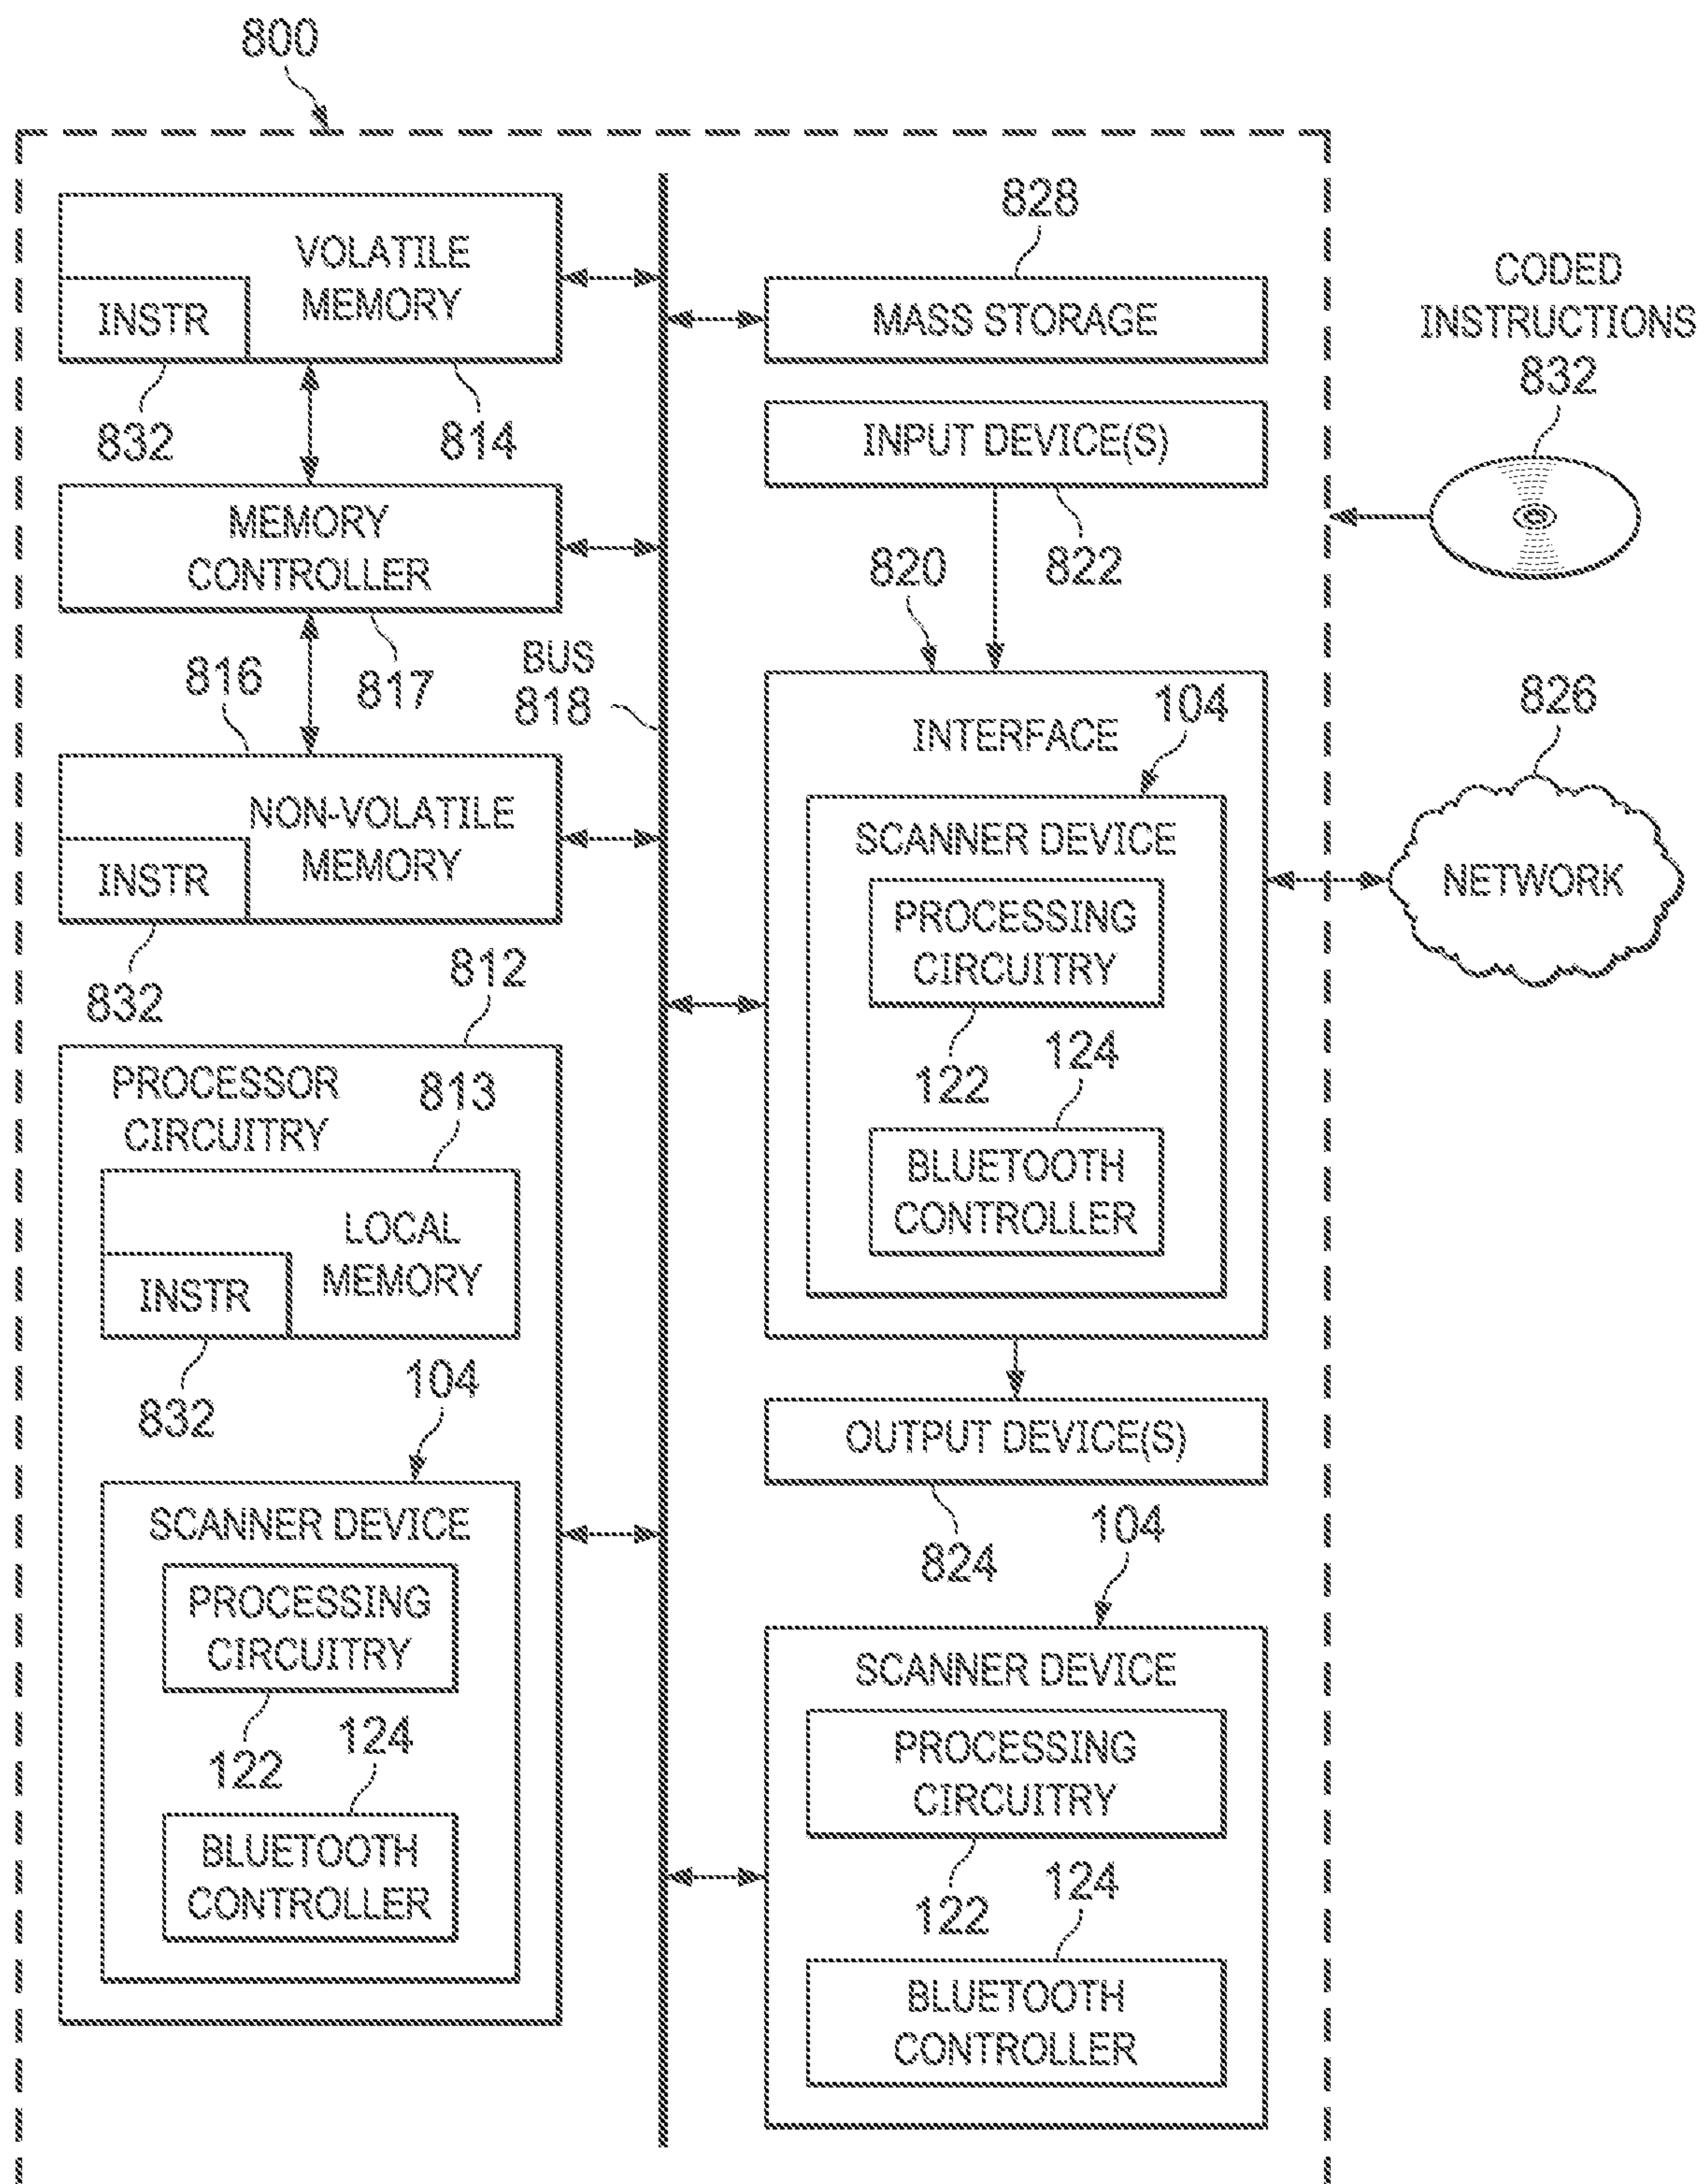 800
VOLATILE
MEMORY
INSTR
832
814
MEMORY
CONTROLLER
816
817
NON-VOLATILE
MEMORY
INSTR
832
812
PROCESSOR
CIRCUITRY
813
LOCAL
MEMORY
INSTR
832
104
SCANNER DEVICE
PROCESSING
CIRCUITRY
122
124
BLUETOOTH
CONTROLLER
BUS
818
828
MASS STORAGE
INPUT DEVICE(S)
820
822
104
INTERFACE
SCANNER DEVICE
PROCESSING
CIRCUITRY
122
124
BLUETOOTH
CONTROLLER
OUTPUT DEVICE(S)
824
104
SCANNER DEVICE
PROCESSING
CIRCUITRY
122
124
BLUETOOTH
CONTROLLER
CODED
INSTRUCTIONS
832
826
NETWORK